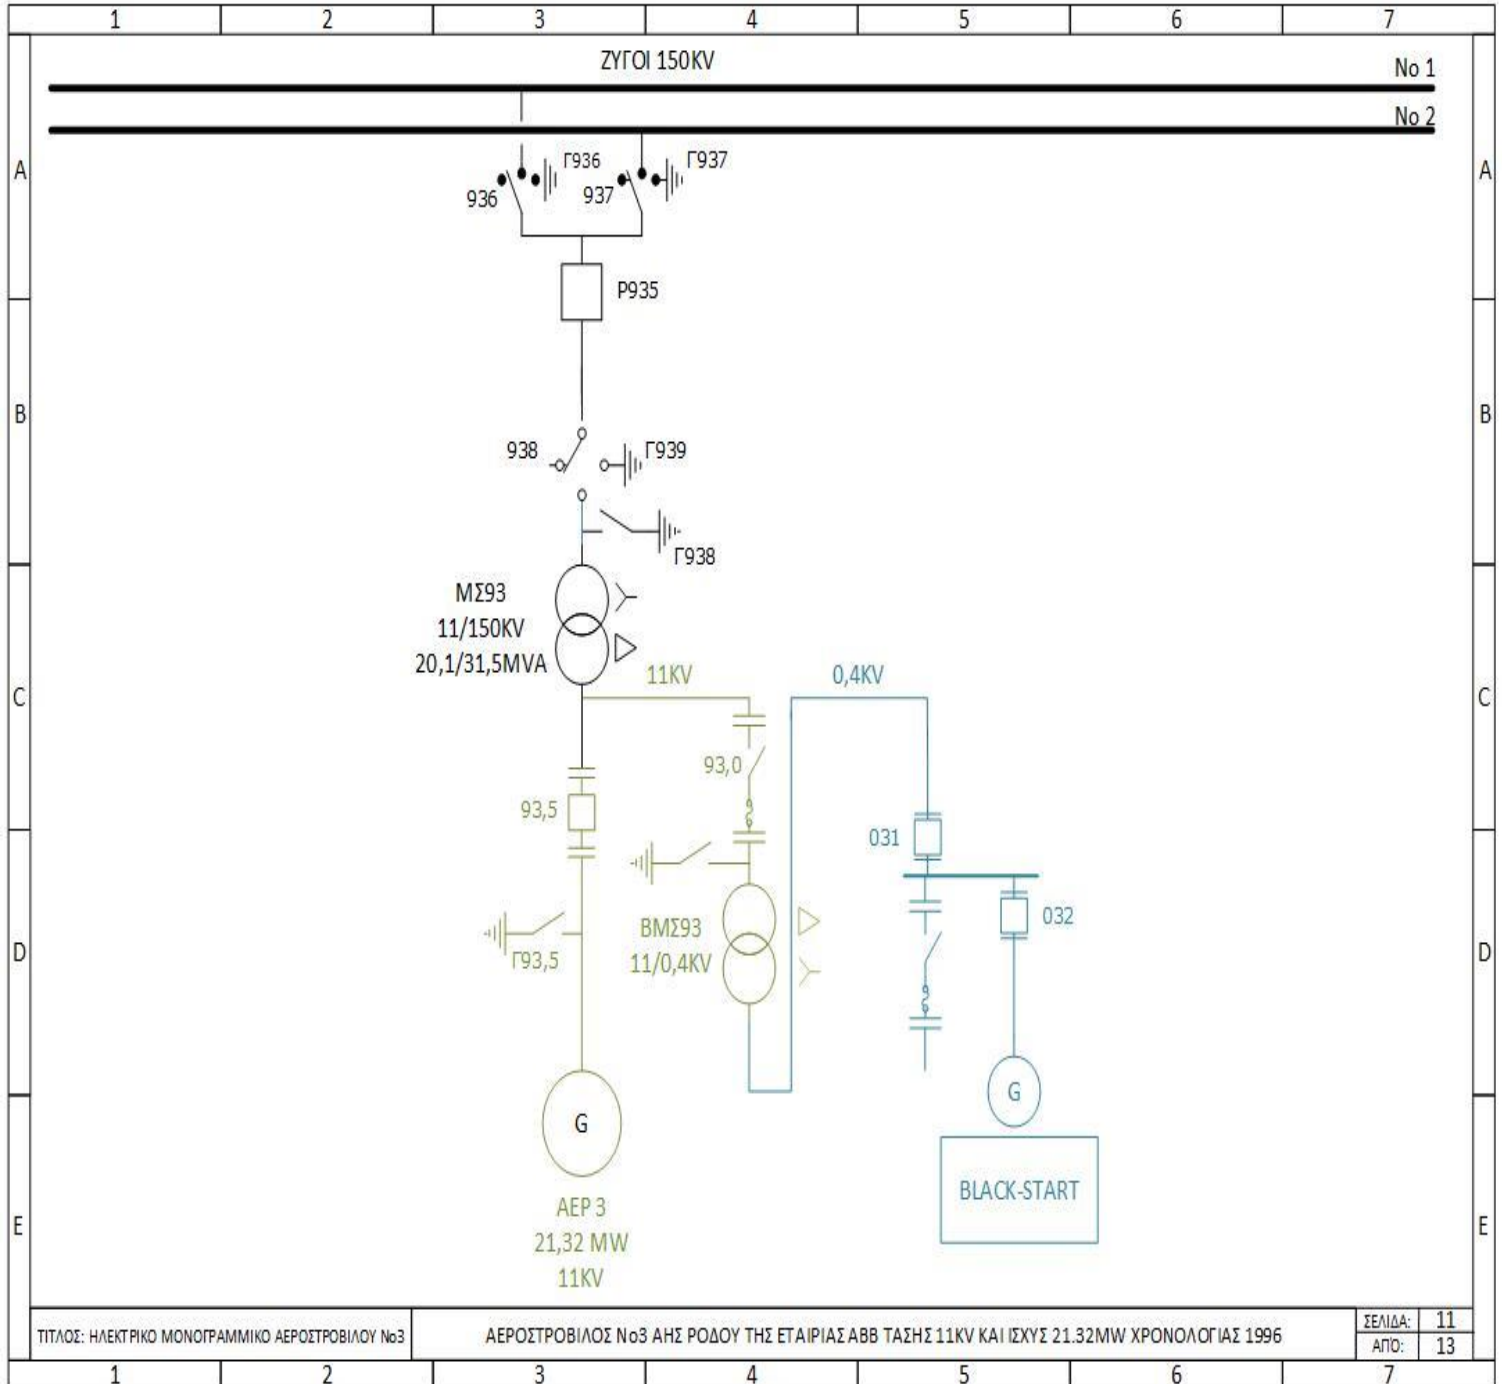 1 2 3 4 5 6 7
ΖΥΓΟΙ 150KV
No 1
No 2
A A
Γ936
Γ937
936
937
P935
B B
938
Γ939
Γ938
ΜΣ93
11/150KV
20,1/31,5MVA
11KV
0,4KV
C C
93,0
93,5
031
032
ΒΜΣ93
11/0,4KV
D D
Γ93,5
G
G
BLACK-START
ΑΕΡ 3
21,32 MW
11KV
E E
ΤΙΤΛΟΣ: ΗΛΕΚΤΡΙΚΟ ΜΟΝΟΓΡΑΜΜΙΚΟ ΑΕΡΟΣΤΡΟΒΙΛΟΥ Νο3
ΑΕΡΟΣΤΡΟΒΙΛΟΣ Νο3 ΑΗΣ ΡΟΔΟΥ ΤΗΣ ΕΤΑΙΡΙΑΣ ΑΒΒ ΤΑΣΗΣ 11KV ΚΑΙ ΙΣΧΥΣ 21.32MW ΧΡΟΝΟΛΟΓΙΑΣ 1996
ΣΕΛΙΔΑ: 11
ΑΠΌ: 13
1 2 3 4 5 6 7